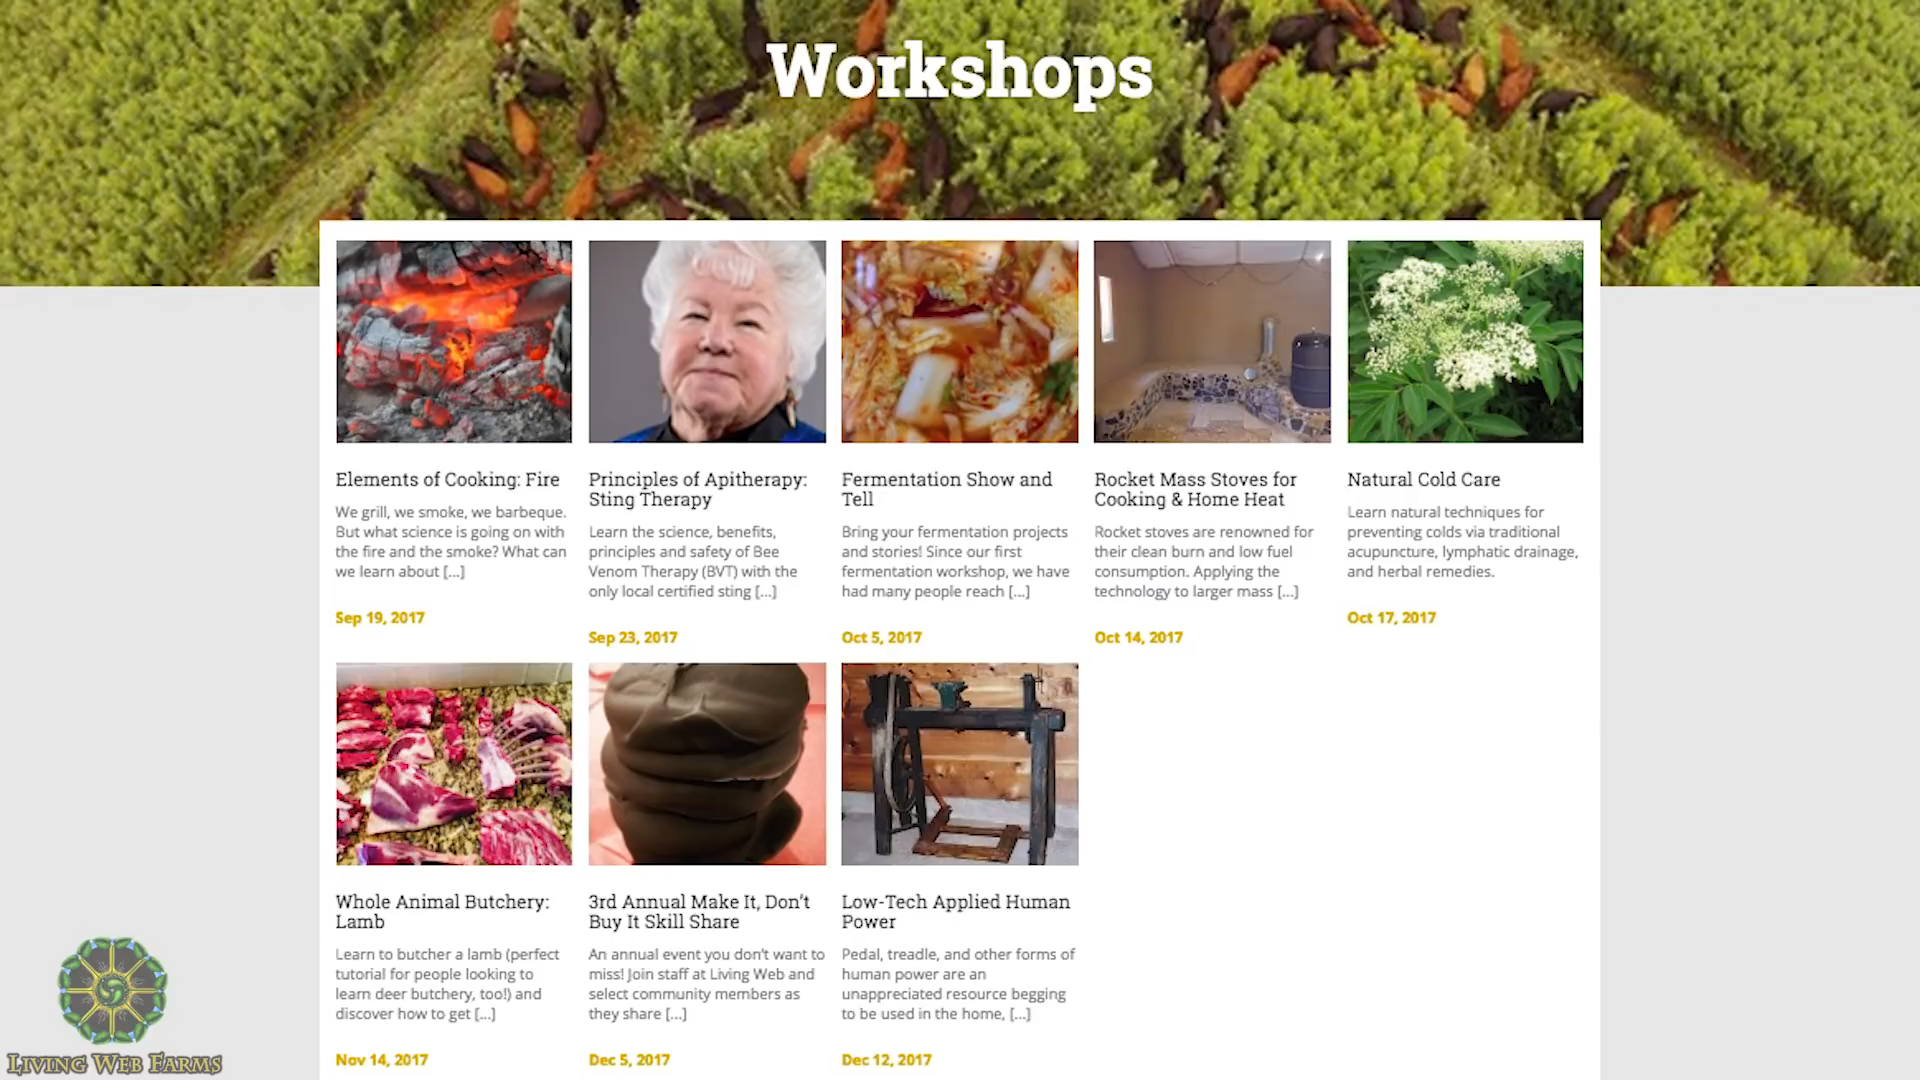 Workshops
Elements of Cooking: Fire
We grill, we smoke, we barbeque.
But what science is going on with
the fire and the smoke? What can
we learn about [...]
Sep 19, 2017
Principles of Apitherapy:
Sting Therapy
Learn the science, benefits,
principles and safety of Bee
Venom Therapy (BVT) with the
only local certified sting [...]
Sep 23, 2017
Fermentation Show and
Tell
Bring your fermentation projects
and stories! Since our first
fermentation workshop, we have
had many people reach [...]
Oct 5, 2017
Rocket Mass Stoves for
Cooking & Home Heat
Rocket stoves are renowned for
their clean burn and low fuel
consumption. Applying the
technology to larger mass [...]
Oct 14, 2017
Natural Cold Care
Learn natural techniques for
preventing colds via traditional
acupuncture, lymphatic drainage,
and herbal remedies.
Oct 17, 2017
Whole Animal Butchery:
Lamb
Learn to butcher a lamb (perfect
tutorial for people looking to
learn deer butchery, too!) and
discover how to get [...]
Nov 14, 2017
3rd Annual Make It, Don't
Buy It Skill Share
An annual event you don't want to
miss! Join staff at Living Web and
select community members as
they share [...]
Dec 5, 2017
Low-Tech Applied Human
Power
Pedal, treadle, and other forms of
human power are an
unappreciated resource begging
to be used in the home, [...]
Dec 12, 2017
Living Web Farms